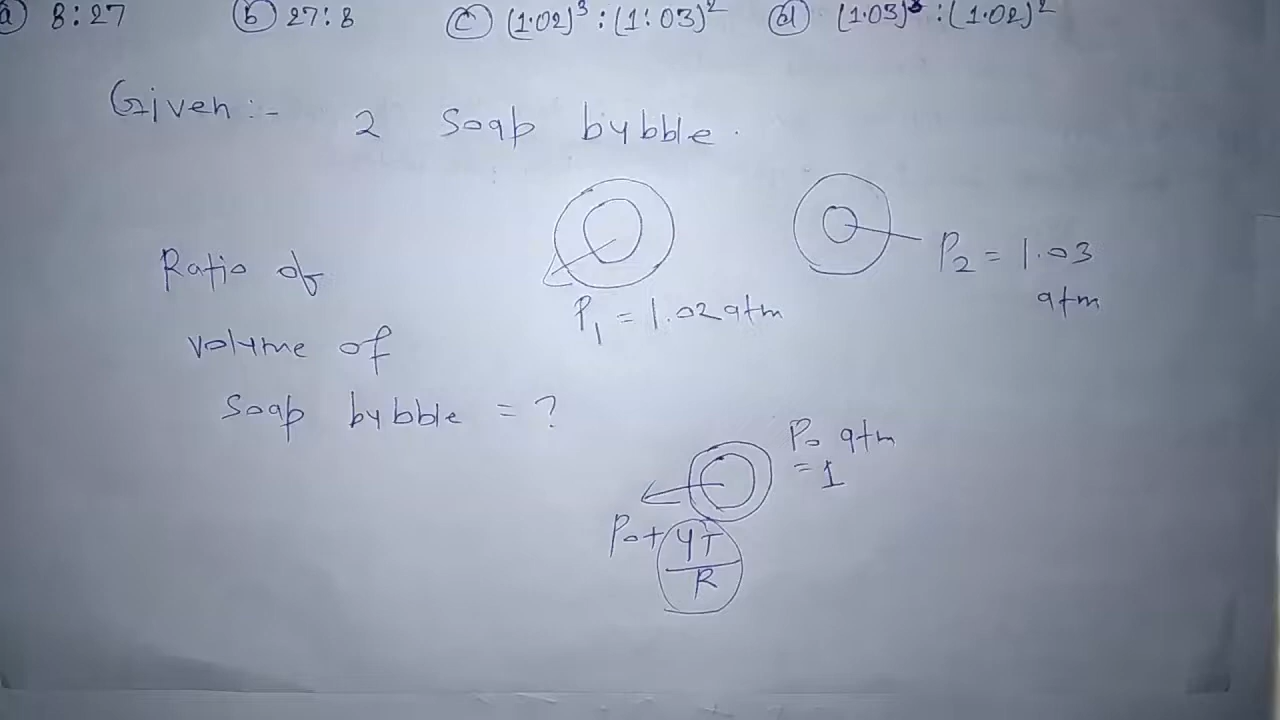 (a) 8:27 (b) 27:8 (c) (1.02)³:(1:03)² (d) (1.03)³:(1.02)²
Given:- 2 Soap bubble.
Ratio of
volume of
Soap bubble = ?
P₁ = 1.02 atm
P₂ = 1.03
atm
P₀ atm
= 1
P₀+ 4T
R